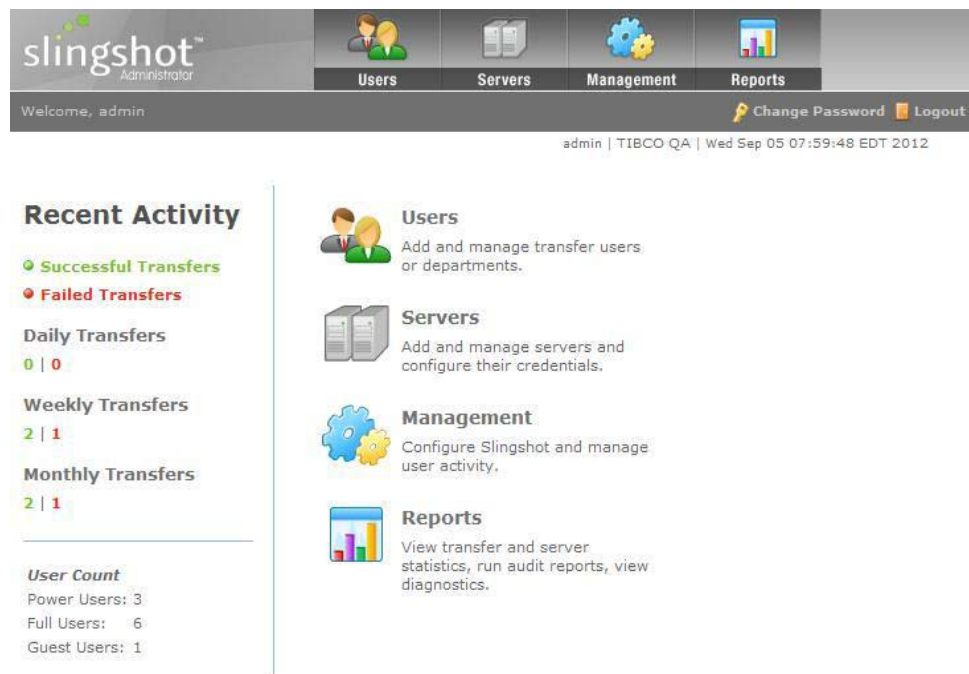 slingshot™
Administrator
Users
Servers
Management
Reports
Welcome, admin
Change Password
Logout
admin | TIBCO QA | Wed Sep 05 07:59:48 EDT 2012
Recent Activity
Successful Transfers
Failed Transfers
Daily Transfers
0 | 0
Weekly Transfers
2 | 1
Monthly Transfers
2 | 1
User Count
Power Users: 3
Full Users: 6
Guest Users: 1
Users
Add and manage transfer users
or departments.
Servers
Add and manage servers and
configure their credentials.
Management
Configure Slingshot and manage
user activity.
Reports
View transfer and server
statistics, run audit reports, view
diagnostics.